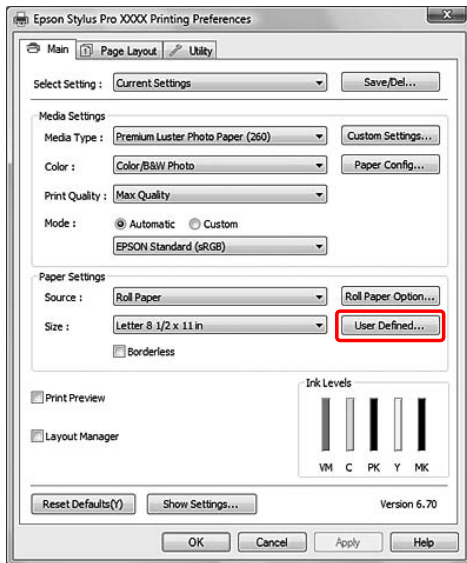 Epson Stylus Pro XXXX Printing Preferences
Main 1 Page Layout Utility
Select Setting : Current Settings Save/Del...
Media Settings
Media Type : Premium Luster Photo Paper (260) Custom Settings...
Color : Color/B&W Photo Paper Config...
Print Quality : Max Quality
Mode : Automatic Custom
EPSON Standard (sRGB)
Paper Settings
Source : Roll Paper Roll Paper Option...
Size : Letter 8 1/2 x 11 in User Defined...
Borderless
Print Preview
Layout Manager
Ink Levels
VM C PK Y MK
Reset Defaults(Y) Show Settings... Version 6.70
OK Cancel Apply Help